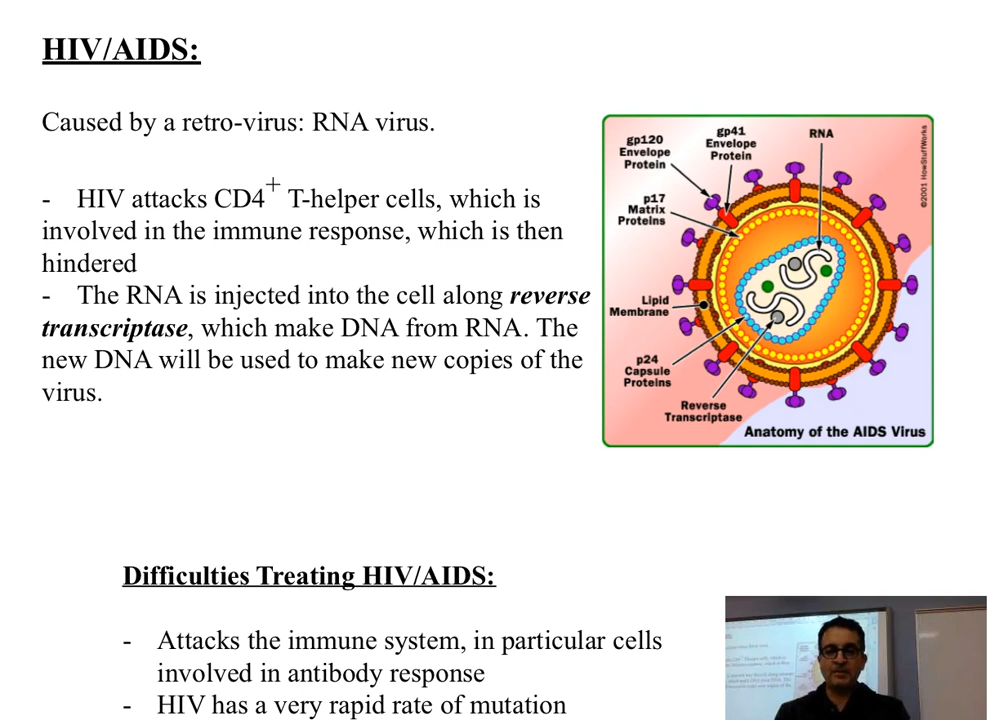 HIV/AIDS:
Caused by a retro-virus: RNA virus.
- HIV attacks CD4+ T-helper cells, which is
involved in the immune response, which is then
hindered
- The RNA is injected into the cell along reverse
transcriptase, which make DNA from RNA. The
new DNA will be used to make new copies of the
virus.
gp120
Envelope
Protein
gp41
Envelope
Protein
RNA
©2001 HowStuffWorks
p17
Matrix
Proteins
Lipid
Membrane
p24
Capsule
Proteins
Reverse
Transcriptase
Anatomy of the AIDS Virus
Difficulties Treating HIV/AIDS:
- Attacks the immune system, in particular cells
involved in antibody response
- HIV has a very rapid rate of mutation